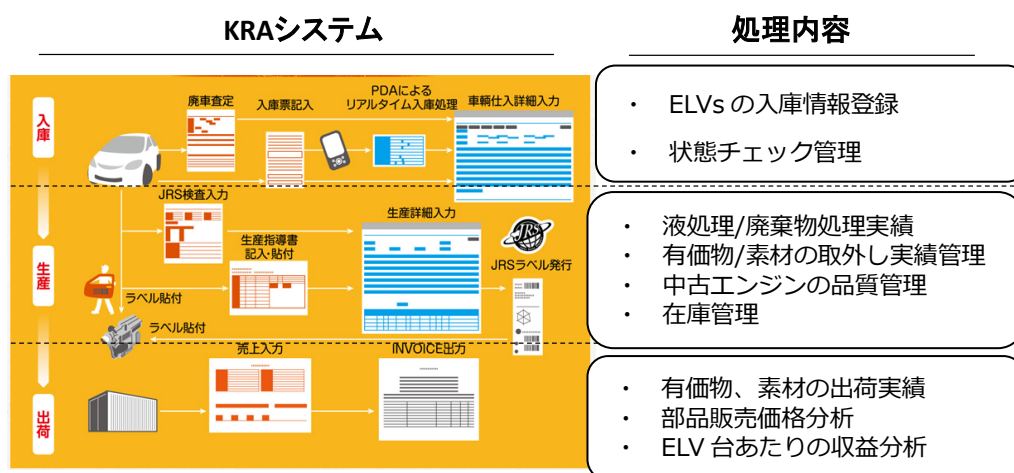 KRAシステム
処理内容
入庫
廃車査定
入庫票記入
PDAによる
リアルタイム入庫処理
車輌仕入詳細入力
・ ELVs の入庫情報登録
・ 状態チェック管理
生産
JRS検査入力
生産指導書
記入・貼付
生産詳細入力
JRS
JRSラベル発行
ラベル貼付
ラベル貼付
・ 液処理/廃棄物処理実績
・ 有価物/素材の取外し実績管理
・ 中古エンジンの品質管理
・ 在庫管理
出荷
売上入力
INVOICE出力
・ 有価物、素材の出荷実績
・ 部品販売価格分析
・ ELV 台あたりの収益分析